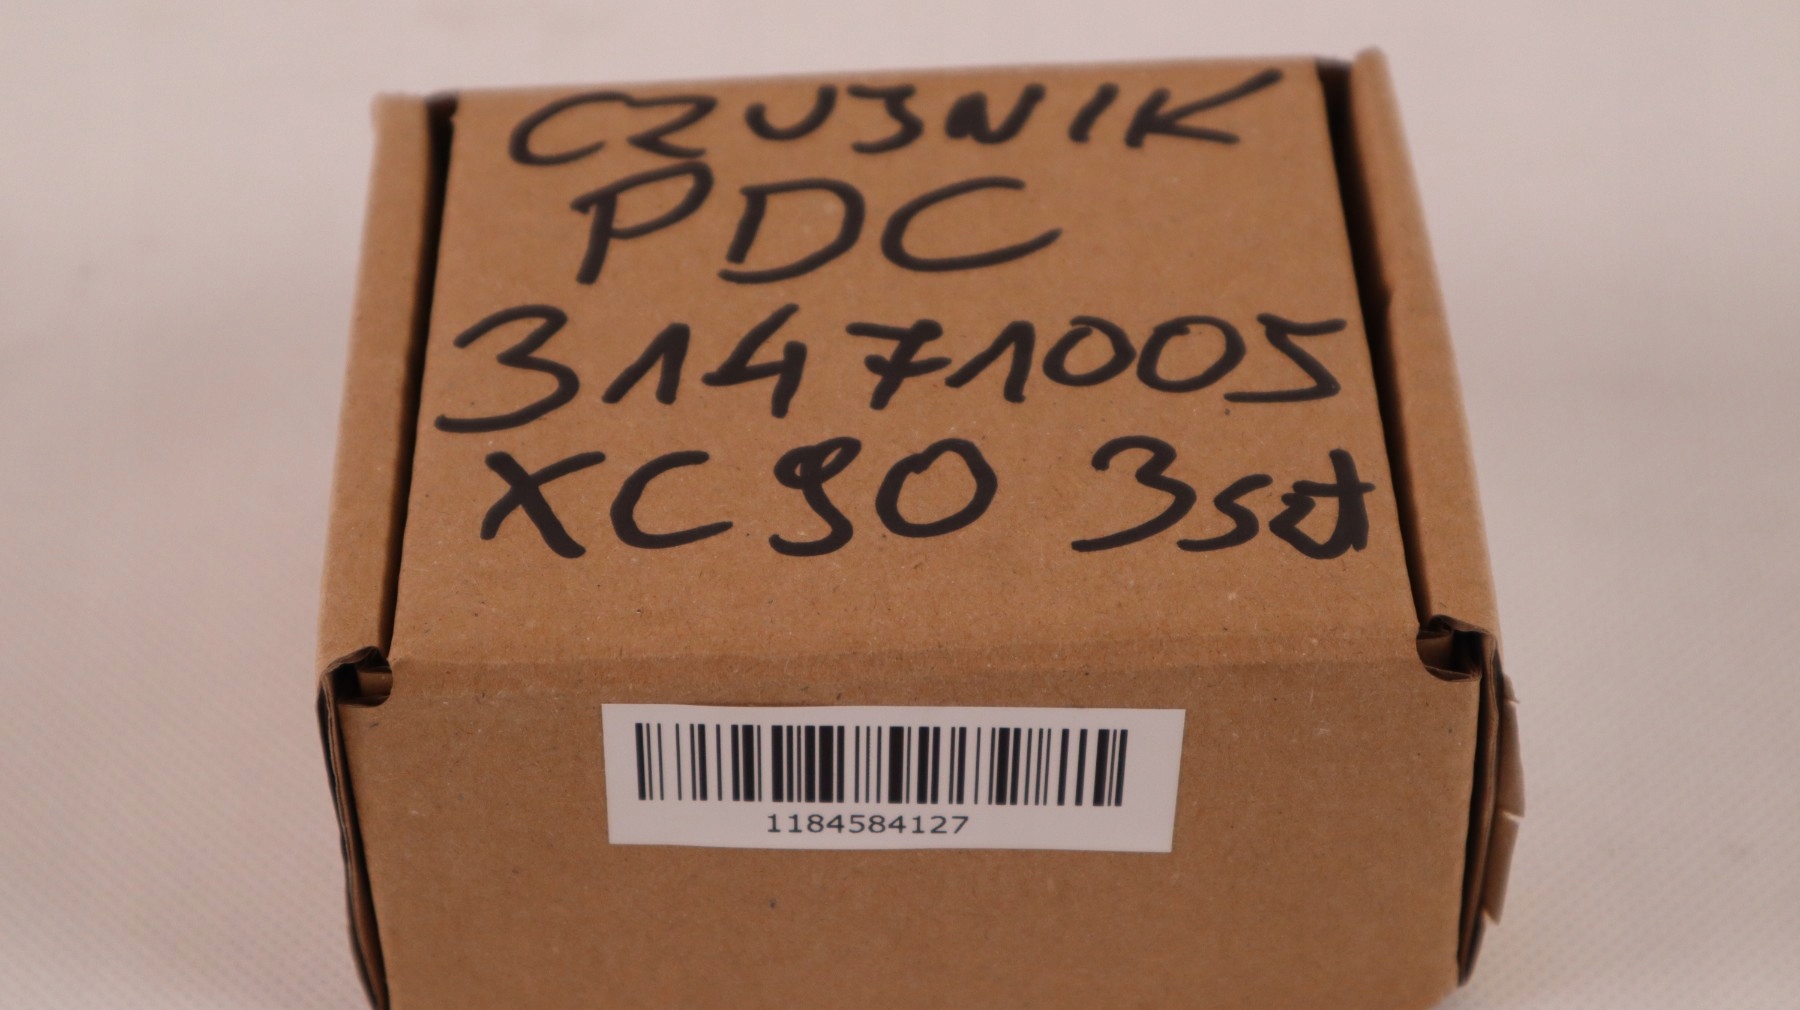 CZUJNIK
PDC
31471005
XC90 3szt
1184584127